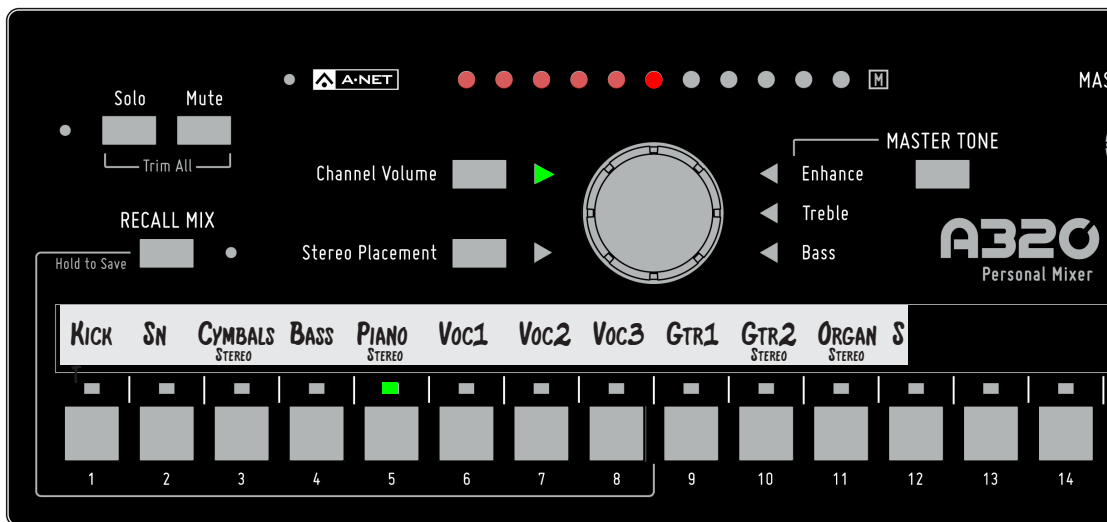 A·NET
M
MAS
Solo Mute
Trim All
MASTER TONE
Channel Volume
Enhance
Treble
RECALL MIX
Hold to Save
Stereo Placement
Bass
A320
Personal Mixer
KICK SN CYMBALS BASS PIANO VOC1 VOC2 VOC3 GTR1 GTR2 ORGAN S
STEREO STEREO STEREO STEREO
1 2 3 4 5 6 7 8 9 10 11 12 13 14